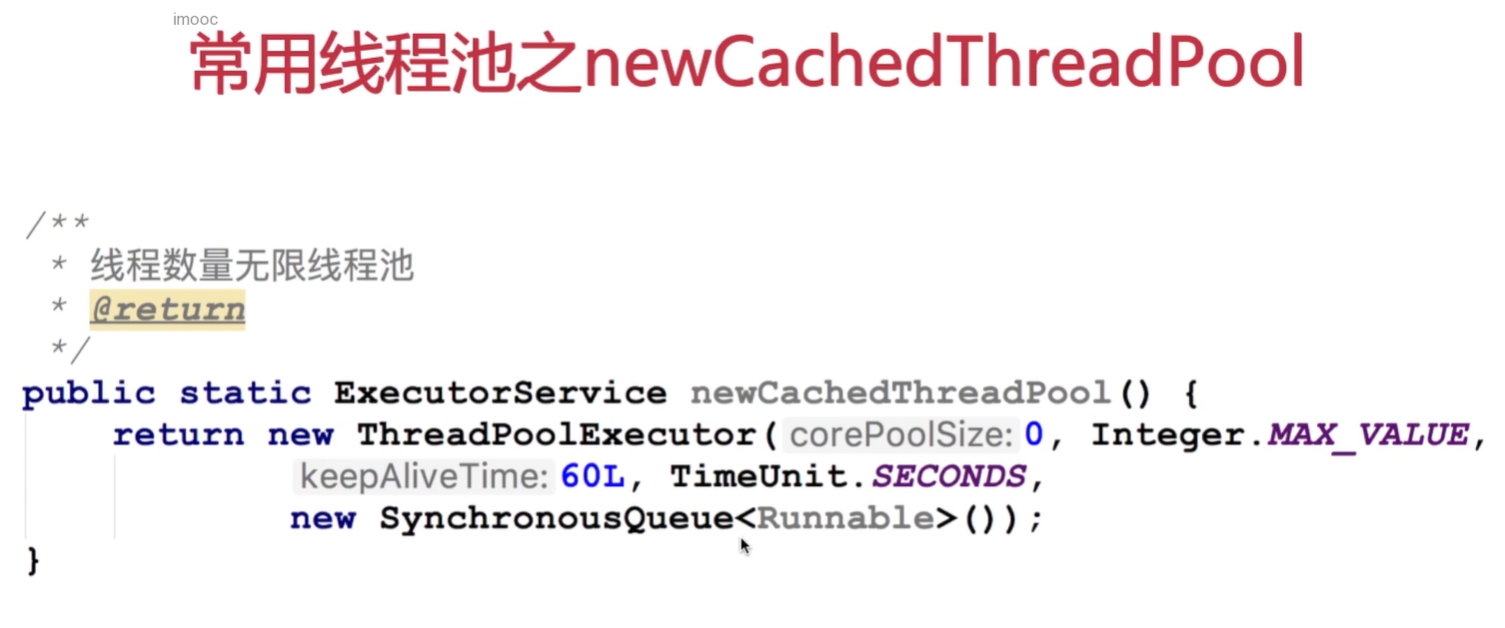 imooc
常用线程池之newCachedThreadPool
/**
* 线程数量无限线程池
* @return
*/
public static ExecutorService newCachedThreadPool() {
return new ThreadPoolExecutor( corePoolSize: 0, Integer.MAX_VALUE,
keepAliveTime: 60L, TimeUnit.SECONDS,
new SynchronousQueue<Runnable>());
}